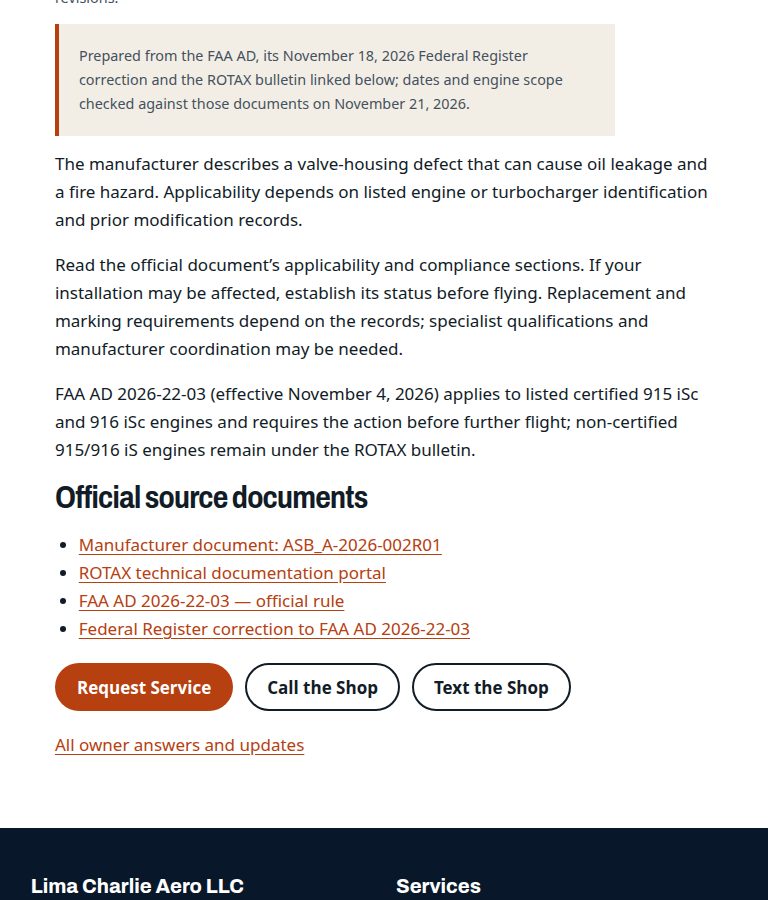 revisions.
Prepared from the FAA AD, its November 18, 2026 Federal Register
correction and the ROTAX bulletin linked below; dates and engine scope
checked against those documents on November 21, 2026.
The manufacturer describes a valve-housing defect that can cause oil leakage and
a fire hazard. Applicability depends on listed engine or turbocharger identification
and prior modification records.
Read the official document’s applicability and compliance sections. If your
installation may be affected, establish its status before flying. Replacement and
marking requirements depend on the records; specialist qualifications and
manufacturer coordination may be needed.
FAA AD 2026-22-03 (effective November 4, 2026) applies to listed certified 915 iSc
and 916 iSc engines and requires the action before further flight; non-certified
915/916 iS engines remain under the ROTAX bulletin.
Official source documents
Manufacturer document: ASB_A-2026-002R01
ROTAX technical documentation portal
FAA AD 2026-22-03 — official rule
Federal Register correction to FAA AD 2026-22-03
Request Service
Call the Shop
Text the Shop
All owner answers and updates
Lima Charlie Aero LLC
Services